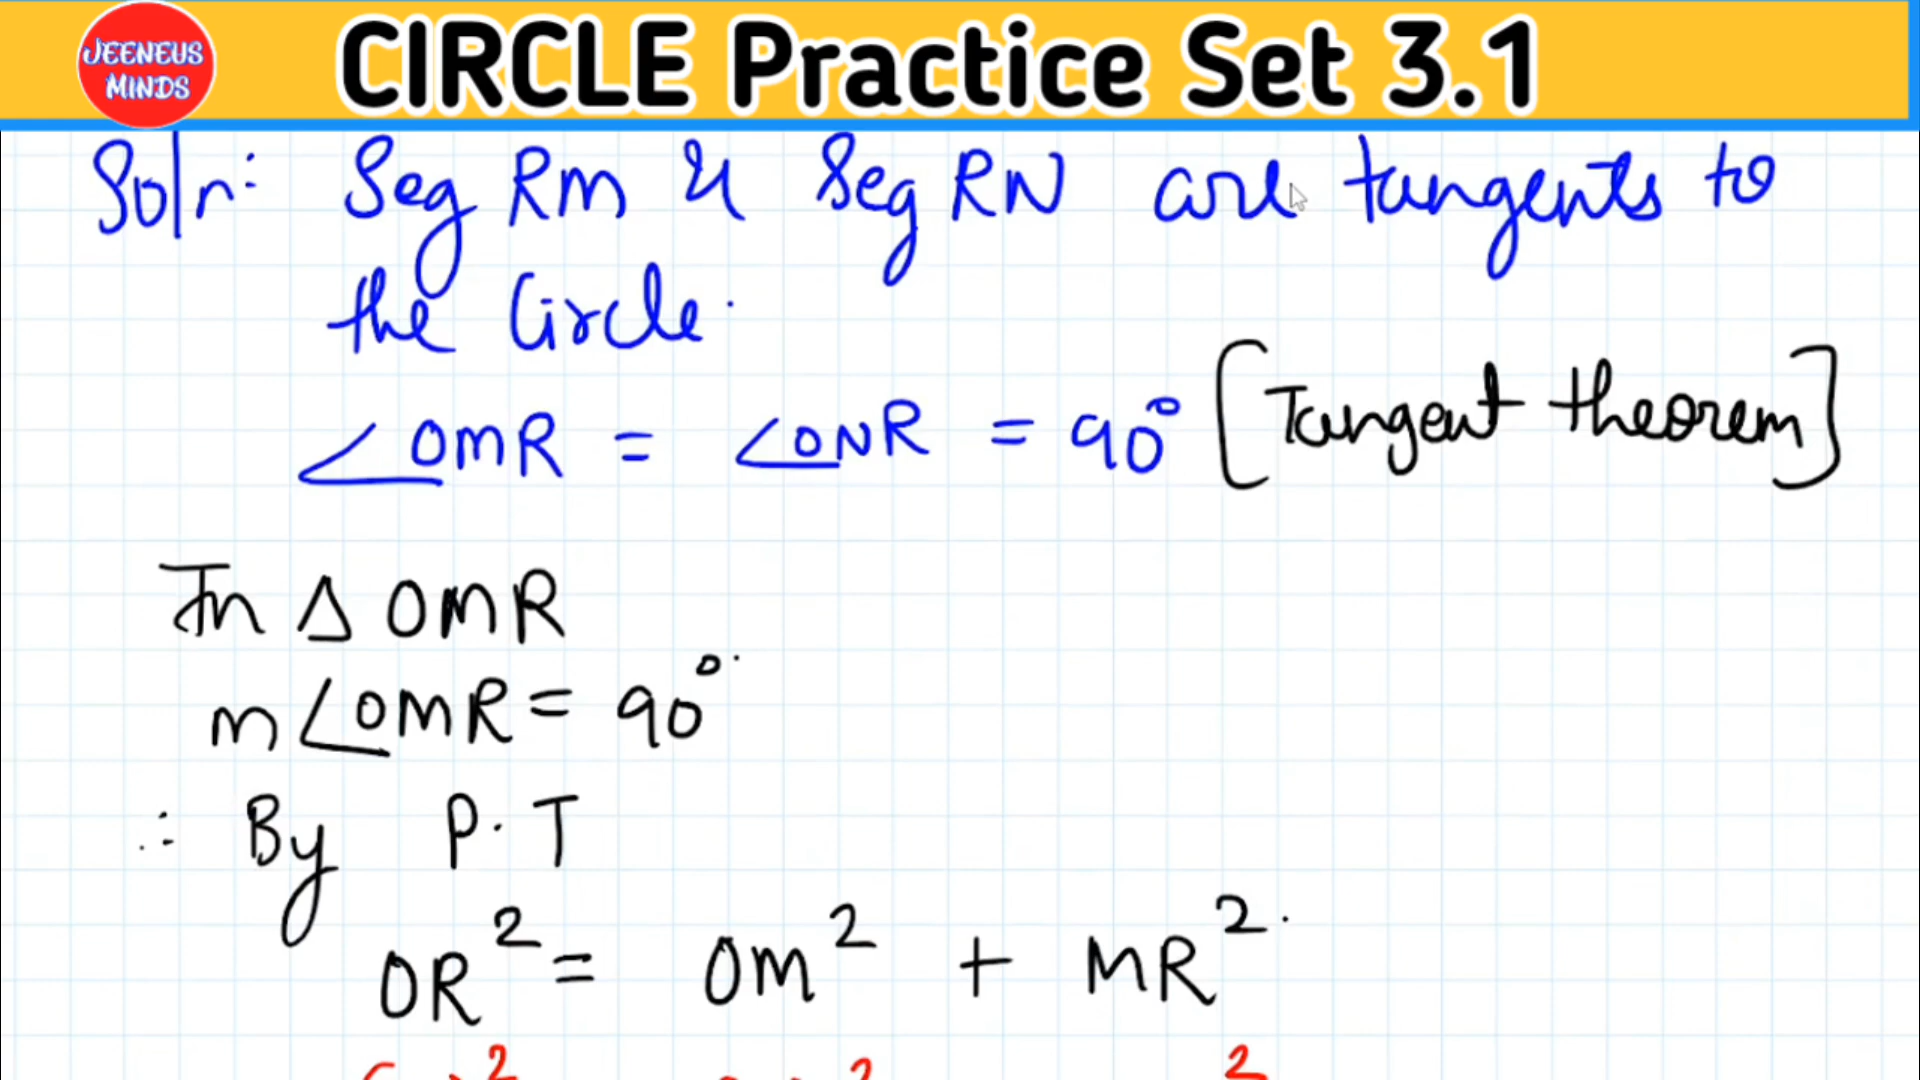 JEENEUS
MINDS
CIRCLE Practice Set 3.1
Soln: Seg RM & Seg RN are tangents to
the Circle.
∠OMR = ∠ONR = 90° [Tangent theorem]
In Δ OMR
m∠OMR = 90°.
∴ By P.T
OR² = OM² + MR².